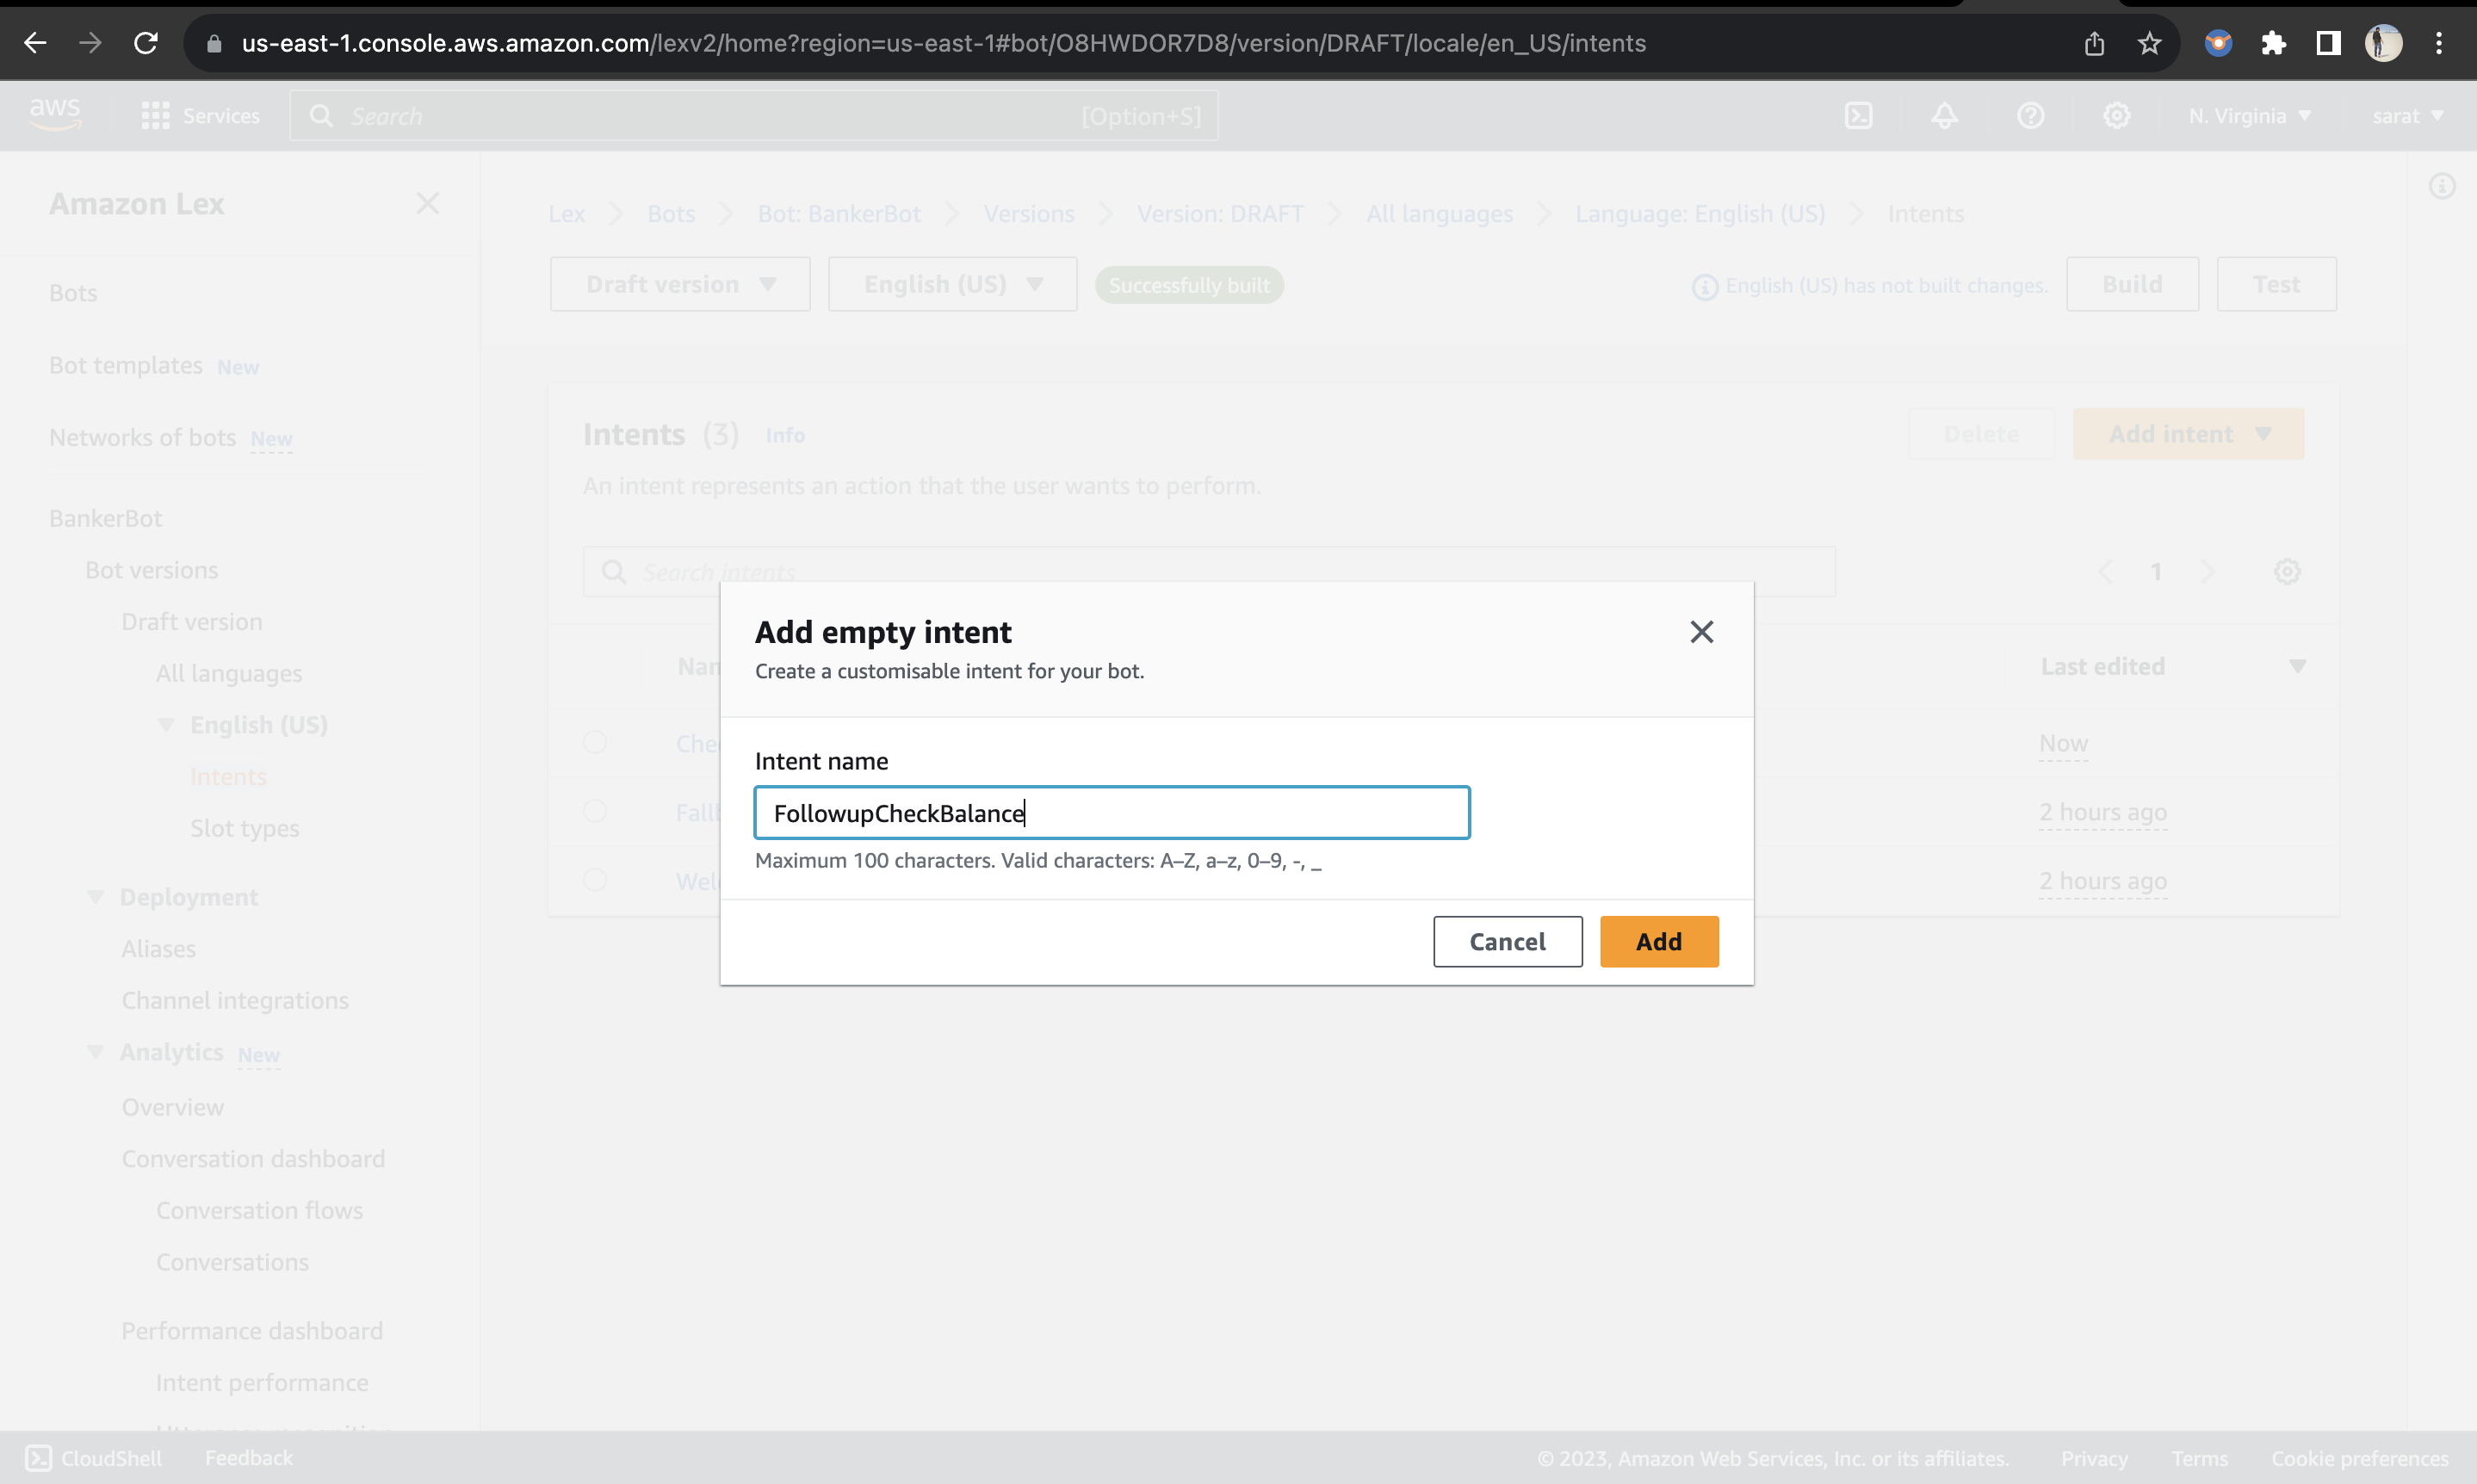 us-east-1.console.aws.amazon.com/lexv2/home?region=us-east-1#bot/O8HWDOR7D8/version/DRAFT/locale/en_US/intents
aws Services Search [Option+S] N. Virginia sarat
Amazon Lex
Bots
Bot templates New
Networks of bots New
BankerBot
Bot versions
Draft version
All languages
English (US)
Intents
Slot types
Deployment
Aliases
Channel integrations
Analytics New
Overview
Conversation dashboard
Conversation flows
Conversations
Performance dashboard
Intent performance
Lex Bots Bot: BankerBot Versions Version: DRAFT All languages Language: English (US) Intents
Draft version English (US) Successfully built English (US) has not built changes. Build Test
Intents (3) Info Delete Add intent
An intent represents an action that the user wants to perform.
Search intents 1
Last edited
Now
2 hours ago
2 hours ago
Add empty intent
Create a customisable intent for your bot.
Intent name
FollowupCheckBalance
Maximum 100 characters. Valid characters: A–Z, a–z, 0–9, -, _
Cancel Add
CloudShell Feedback © 2023, Amazon Web Services, Inc. or its affiliates. Privacy Terms Cookie preferences